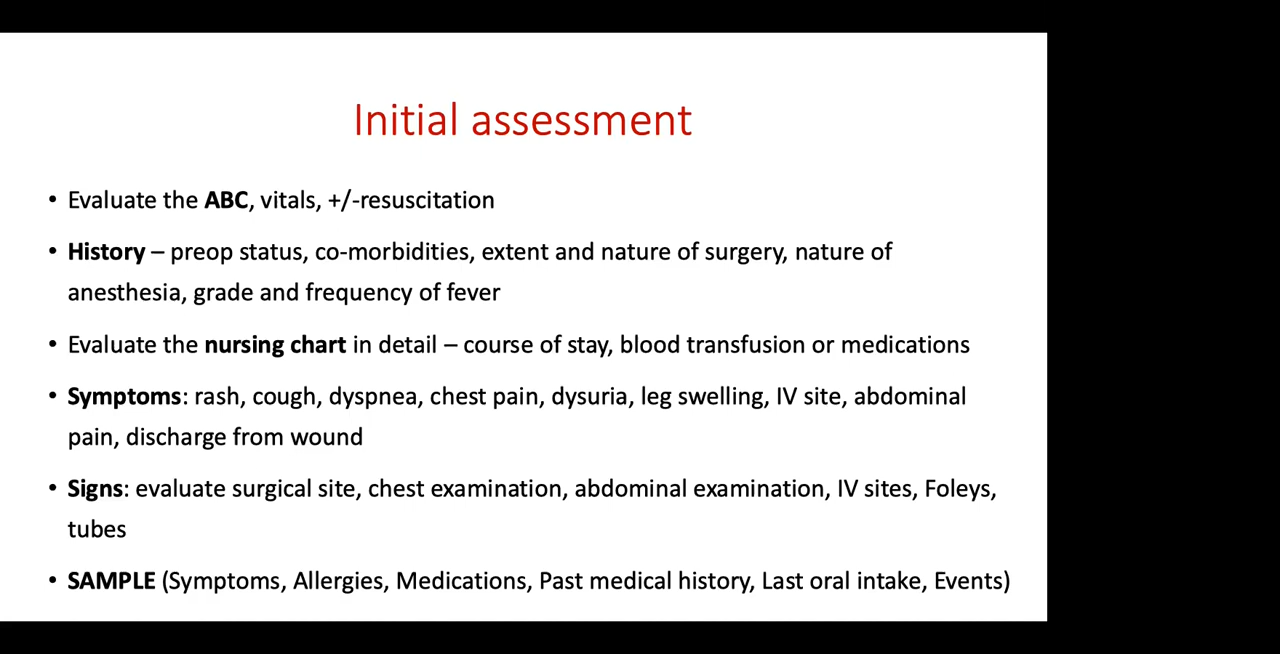 Initial assessment
• Evaluate the ABC, vitals, +/-resuscitation
• History – preop status, co-morbidities, extent and nature of surgery, nature of
anesthesia, grade and frequency of fever
• Evaluate the nursing chart in detail – course of stay, blood transfusion or medications
• Symptoms: rash, cough, dyspnea, chest pain, dysuria, leg swelling, IV site, abdominal
pain, discharge from wound
• Signs: evaluate surgical site, chest examination, abdominal examination, IV sites, Foleys,
tubes
• SAMPLE (Symptoms, Allergies, Medications, Past medical history, Last oral intake, Events)